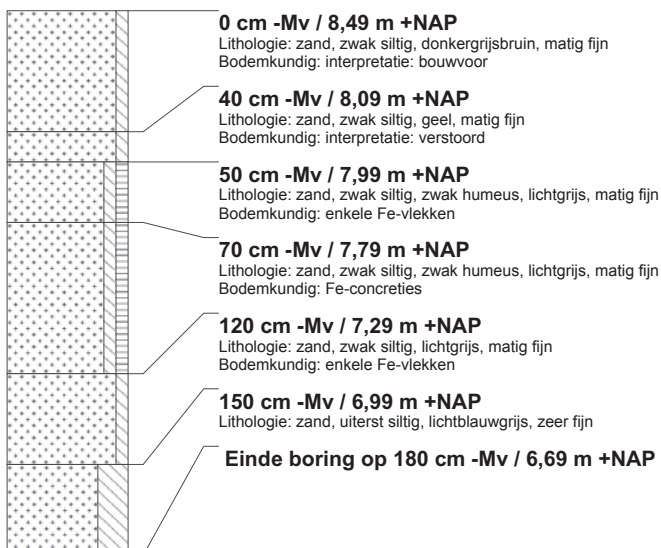 0 cm -Mv / 8,49 m +NAP
Lithologie: zand, zwak siltig, donkergrijsbruin, matig fijn
Bodemkundig: interpretatie: bouwvoor
40 cm -Mv / 8,09 m +NAP
Lithologie: zand, zwak siltig, geel, matig fijn
Bodemkundig: interpretatie: verstoord
50 cm -Mv / 7,99 m +NAP
Lithologie: zand, zwak siltig, zwak humeus, lichtgrijs, matig fijn
Bodemkundig: enkele Fe-vlekken
70 cm -Mv / 7,79 m +NAP
Lithologie: zand, zwak siltig, zwak humeus, lichtgrijs, matig fijn
Bodemkundig: Fe-concreties
120 cm -Mv / 7,29 m +NAP
Lithologie: zand, zwak siltig, lichtgrijs, matig fijn
Bodemkundig: enkele Fe-vlekken
150 cm -Mv / 6,99 m +NAP
Lithologie: zand, uiterst siltig, lichtblauwgrijs, zeer fijn
Einde boring op 180 cm -Mv / 6,69 m +NAP